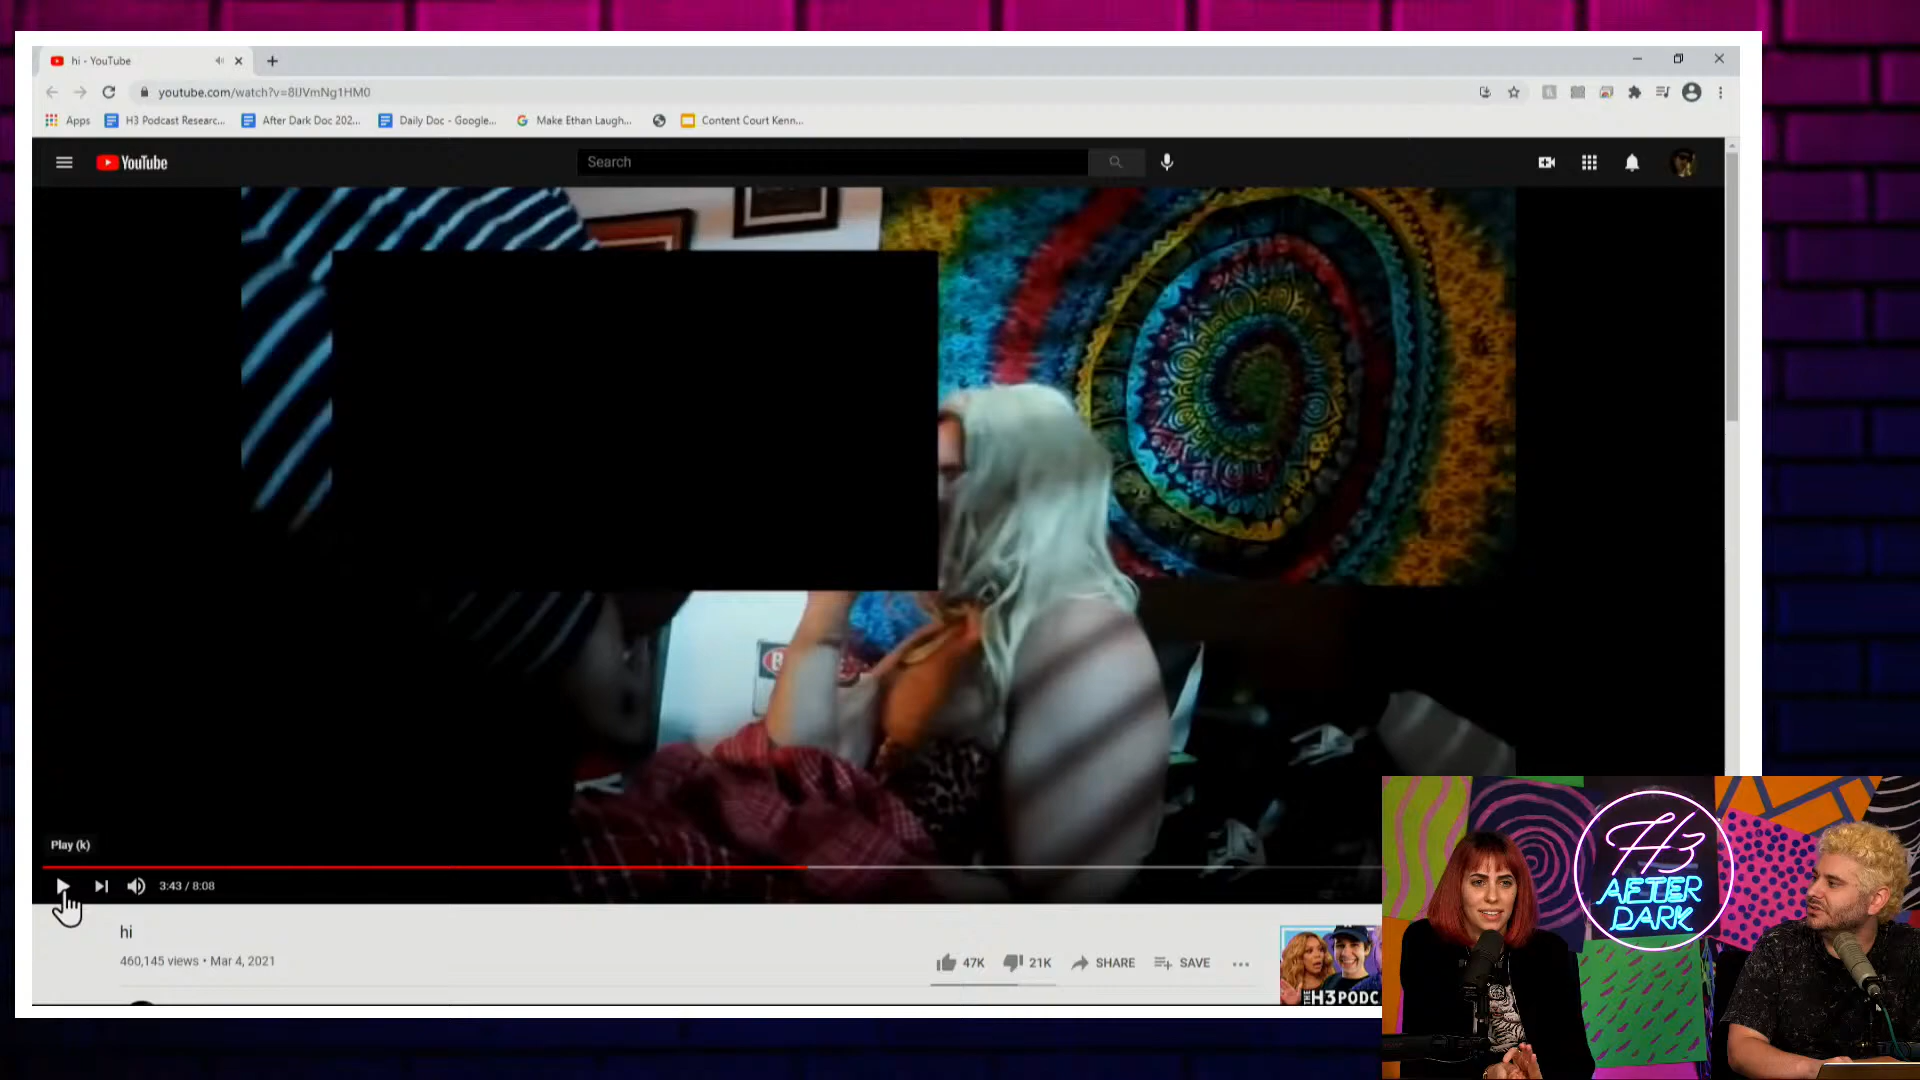 hi - YouTube
youtube.com/watch?v=8IJVmNg1HM0
Apps H3 Podcast Researc... After Dark Doc 202... Daily Doc - Google... Make Ethan Laugh... Content Court Kenn...
YouTube
Search
Play (k)
3:43 / 8:08
hi
460,145 views • Mar 4, 2021
47K 21K SHARE SAVE
H3PODC
H3
AFTER
DARK